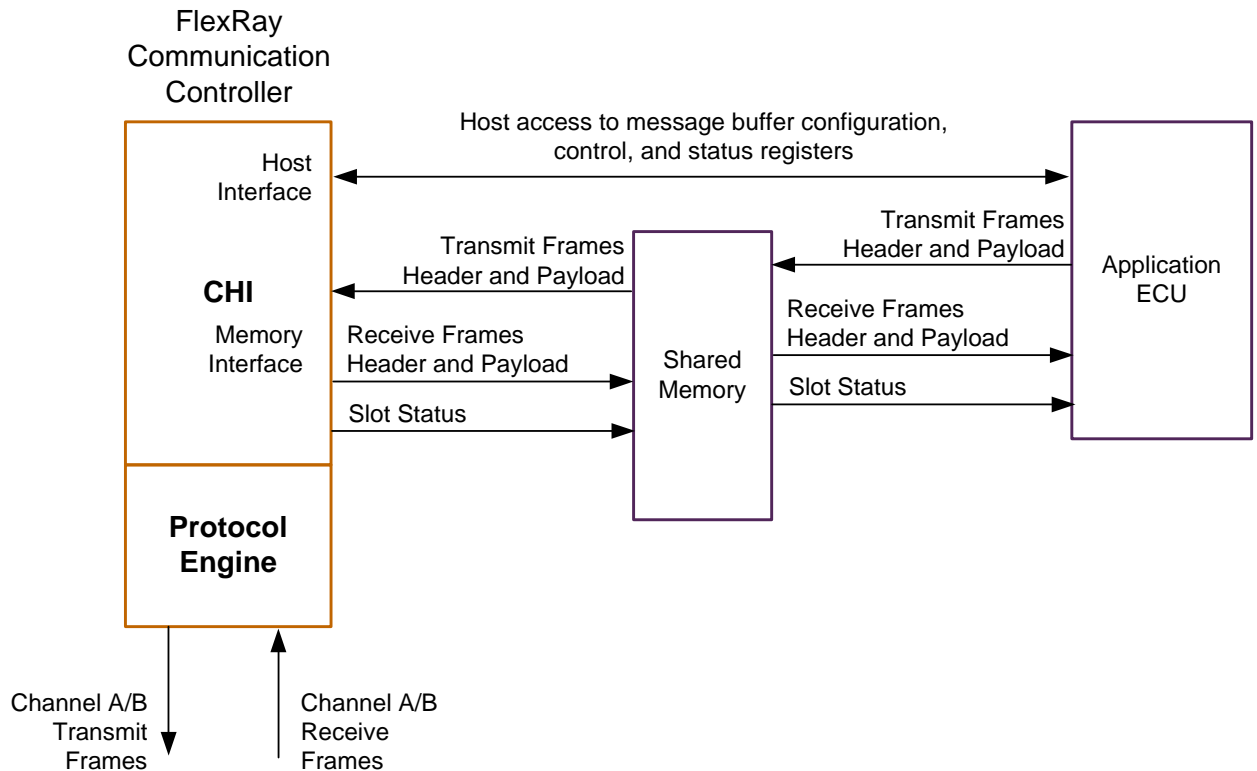 FlexRay
Communication
Controller
Host access to message buffer configuration,
control, and status registers
Host
Interface
Transmit Frames
Header and Payload
Transmit Frames
Header and Payload
Application
ECU
CHI
Memory
Interface
Receive Frames
Header and Payload
Receive Frames
Header and Payload
Shared
Memory
Slot Status
Slot Status
Protocol
Engine
Channel A/B
Transmit
Frames
Channel A/B
Receive
Frames